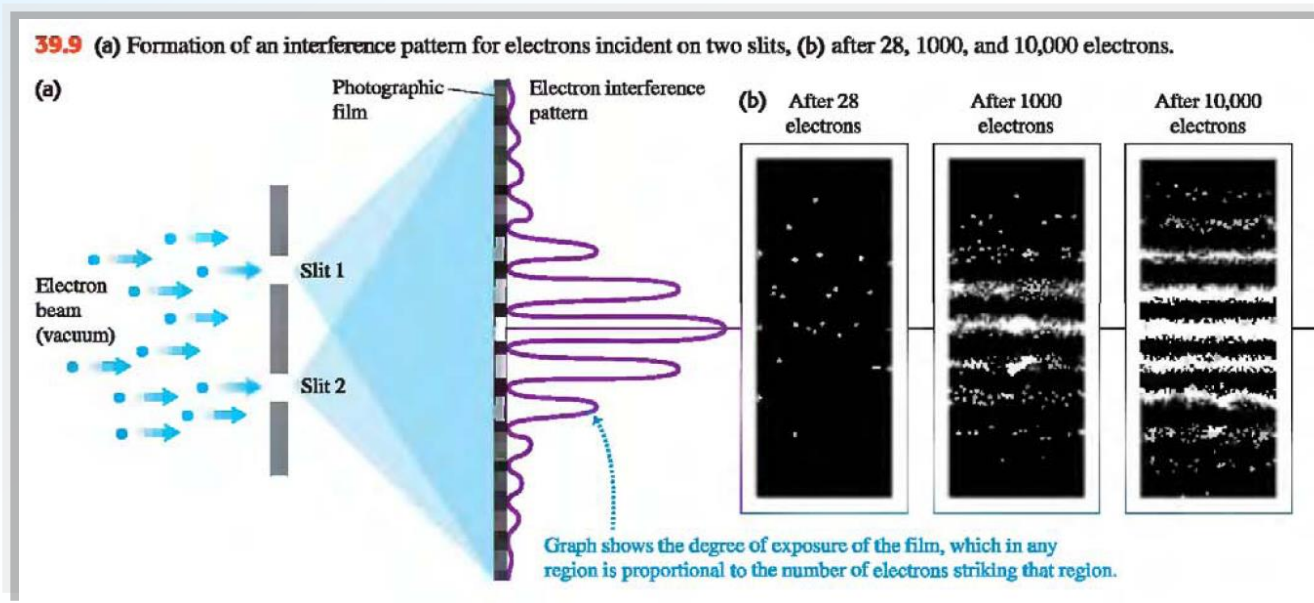 39.9 (a) Formation of an interference pattern for electrons incident on two slits, (b) after 28, 1000, and 10,000 electrons.
(a)
Photographic
film
Electron interference
pattern
Electron
beam
(vacuum)
Slit 1
Slit 2
(b)
After 28
electrons
After 1000
electrons
After 10,000
electrons
Graph shows the degree of exposure of the film, which in any
region is proportional to the number of electrons striking that region.